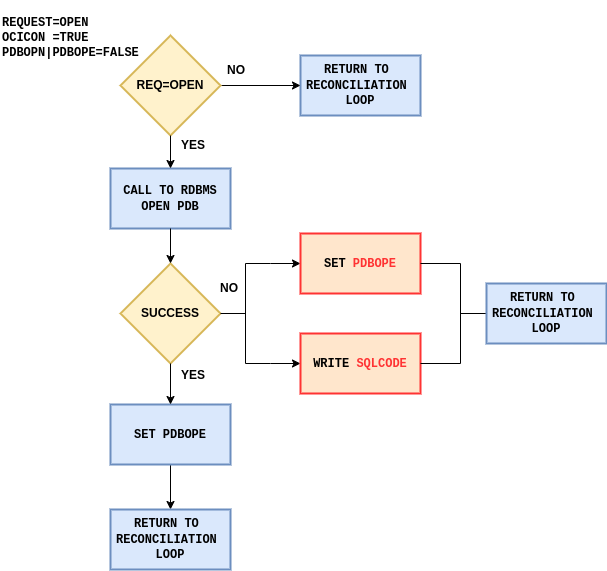 REQUEST=OPEN
OCICON =TRUE
PDBOPN|PDBOPE=FALSE
REQ=OPEN
NO
RETURN TO
RECONCILIATION
LOOP
YES
CALL TO RDBMS
OPEN PDB
SUCCESS
NO
SET PDBOPE
WRITE SQLCODE
RETURN TO
RECONCILIATION
LOOP
YES
SET PDBOPE
RETURN TO
RECONCILIATION
LOOP